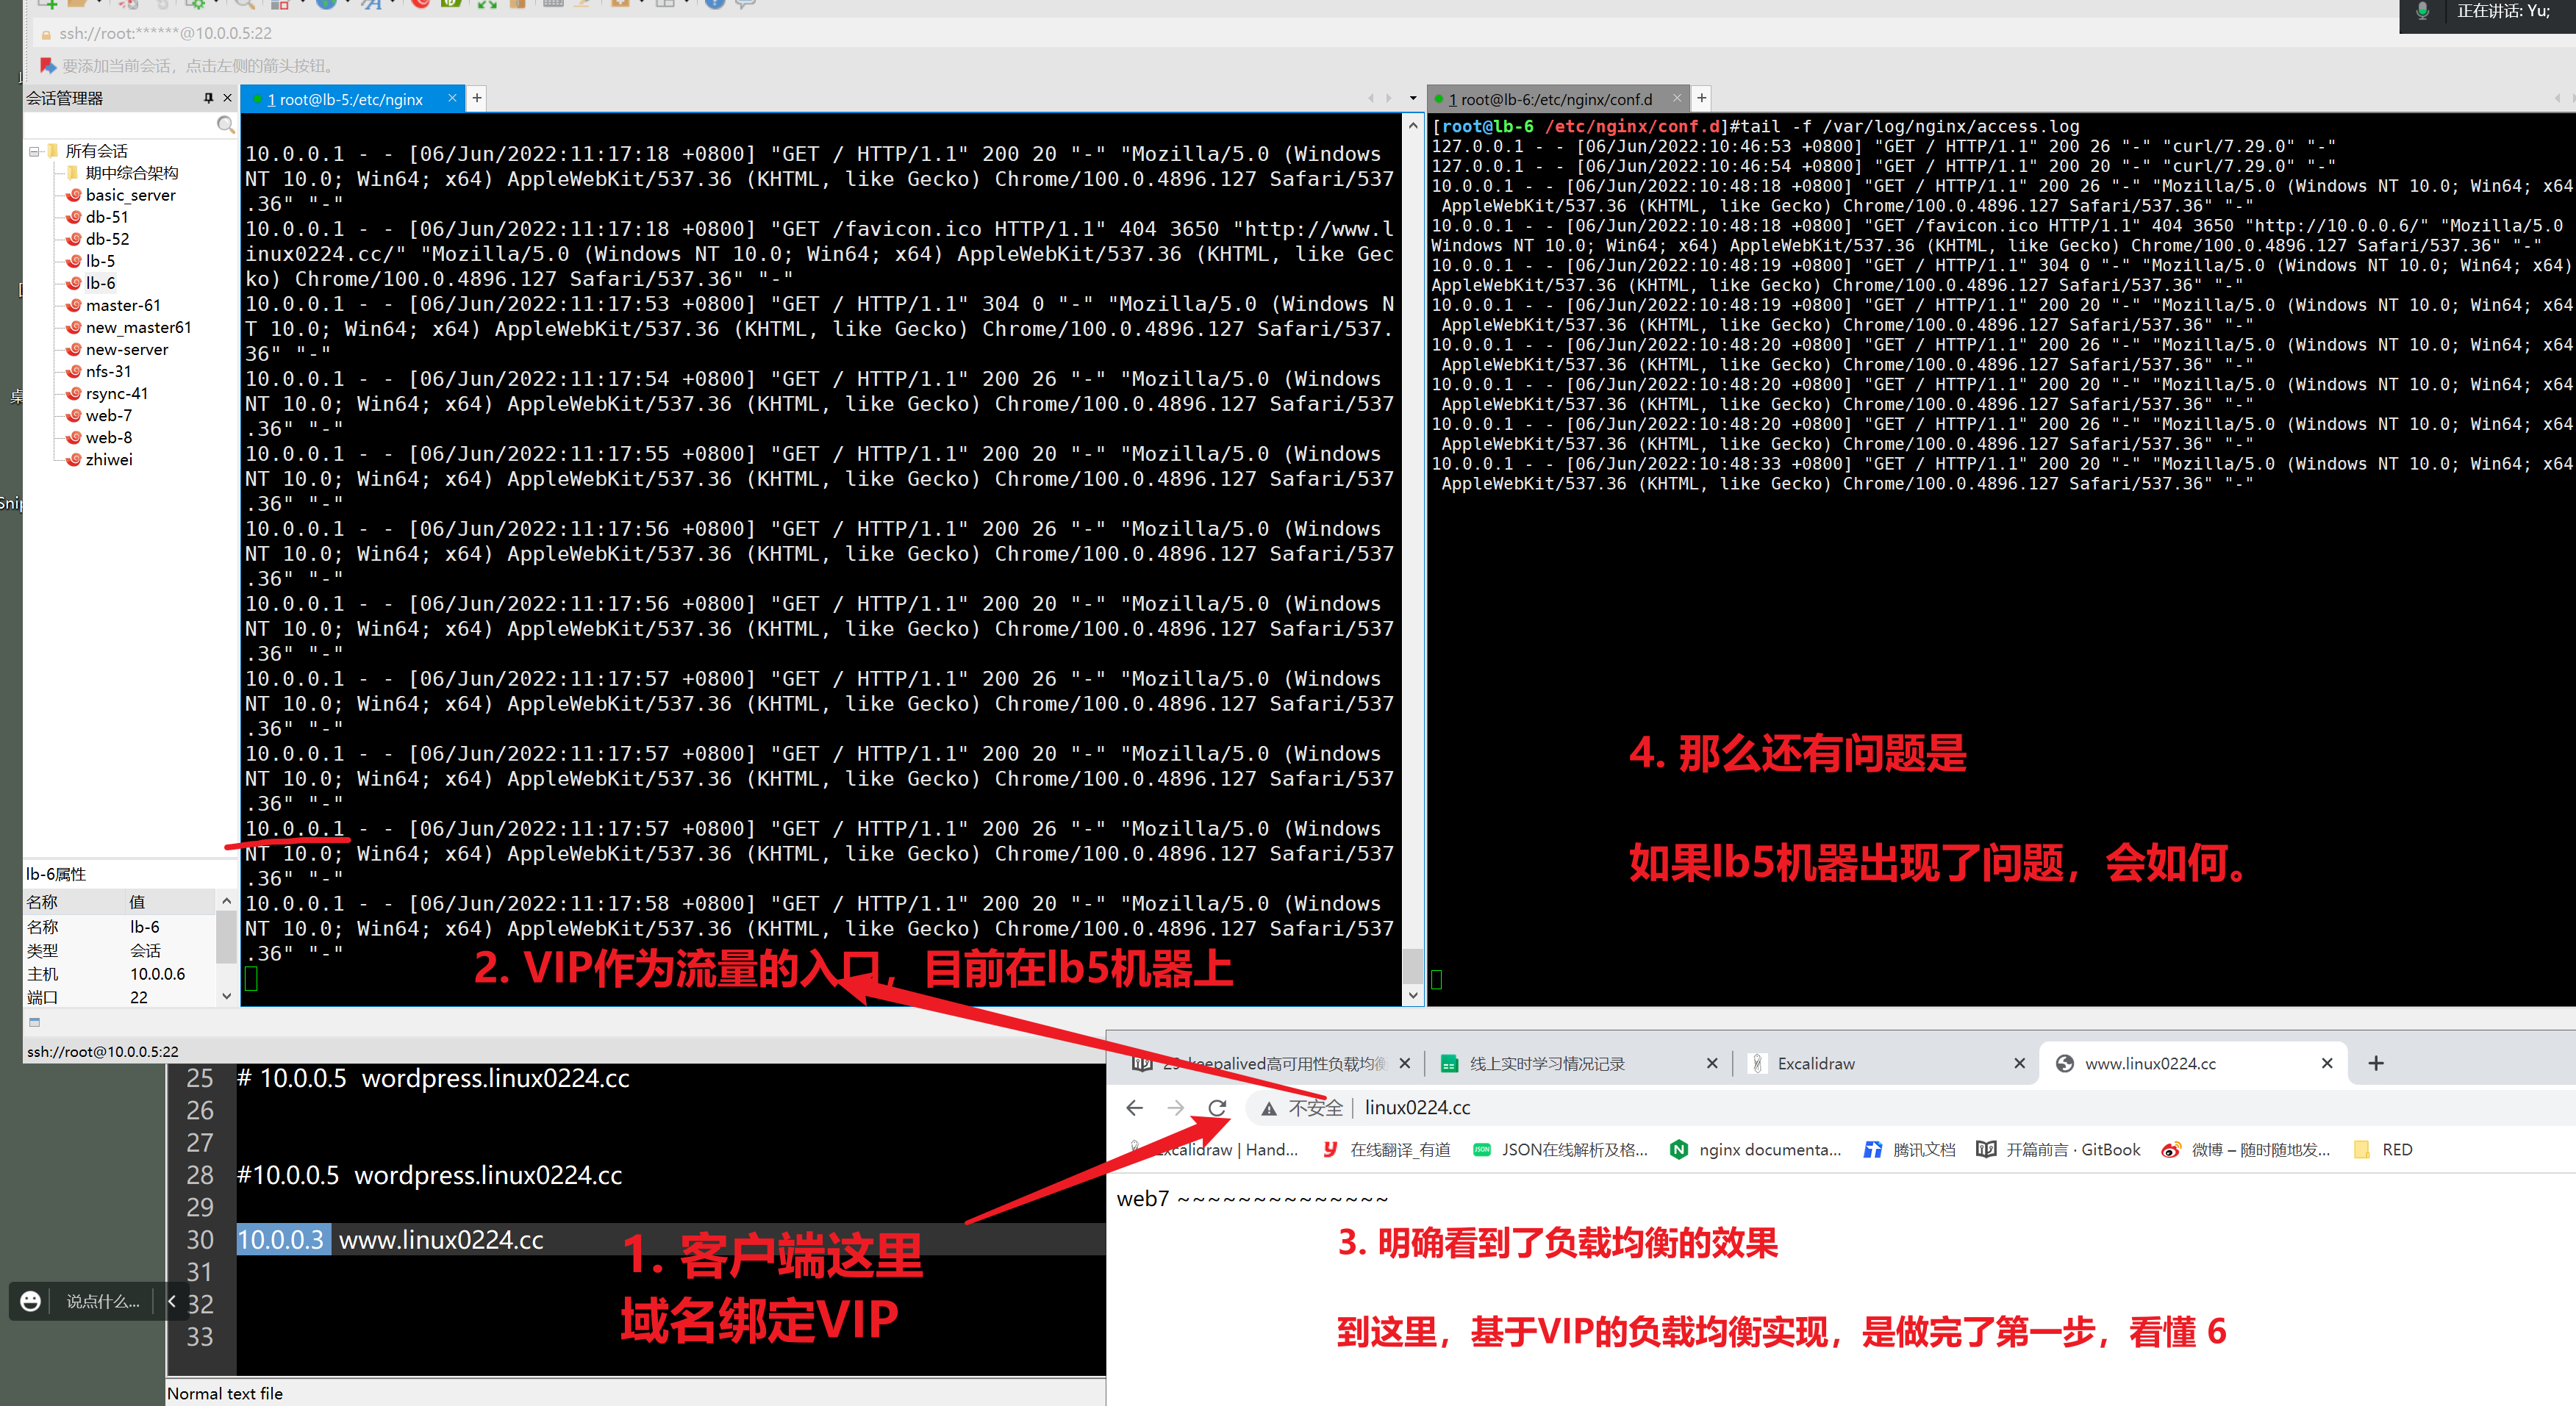 正在讲话: Yu;
ssh://root:******@10.0.0.5:22
要添加当前会话，点击左侧的箭头按钮。
会话管理器
所有会话
期中综合架构
basic_server
db-51
db-52
lb-5
lb-6
master-61
new_master61
new-server
nfs-31
rsync-41
web-7
web-8
zhiwei
lb-6属性
名称 值
名称 lb-6
类型 会话
主机 10.0.0.6
端口 22
ssh://root@10.0.0.5:22
1 root@lb-5:/etc/nginx
10.0.0.1 - - [06/Jun/2022:11:17:18 +0800] "GET / HTTP/1.1" 200 20 "-" "Mozilla/5.0 (Windows
NT 10.0; Win64; x64) AppleWebKit/537.36 (KHTML, like Gecko) Chrome/100.0.4896.127 Safari/537
.36" "-"
10.0.0.1 - - [06/Jun/2022:11:17:18 +0800] "GET /favicon.ico HTTP/1.1" 404 3650 "http://www.l
inux0224.cc/" "Mozilla/5.0 (Windows NT 10.0; Win64; x64) AppleWebKit/537.36 (KHTML, like Gec
ko) Chrome/100.0.4896.127 Safari/537.36" "-"
10.0.0.1 - - [06/Jun/2022:11:17:53 +0800] "GET / HTTP/1.1" 304 0 "-" "Mozilla/5.0 (Windows N
T 10.0; Win64; x64) AppleWebKit/537.36 (KHTML, like Gecko) Chrome/100.0.4896.127 Safari/537.
36" "-"
10.0.0.1 - - [06/Jun/2022:11:17:54 +0800] "GET / HTTP/1.1" 200 26 "-" "Mozilla/5.0 (Windows
NT 10.0; Win64; x64) AppleWebKit/537.36 (KHTML, like Gecko) Chrome/100.0.4896.127 Safari/537
.36" "-"
10.0.0.1 - - [06/Jun/2022:11:17:55 +0800] "GET / HTTP/1.1" 200 20 "-" "Mozilla/5.0 (Windows
NT 10.0; Win64; x64) AppleWebKit/537.36 (KHTML, like Gecko) Chrome/100.0.4896.127 Safari/537
.36" "-"
10.0.0.1 - - [06/Jun/2022:11:17:56 +0800] "GET / HTTP/1.1" 200 26 "-" "Mozilla/5.0 (Windows
NT 10.0; Win64; x64) AppleWebKit/537.36 (KHTML, like Gecko) Chrome/100.0.4896.127 Safari/537
.36" "-"
10.0.0.1 - - [06/Jun/2022:11:17:56 +0800] "GET / HTTP/1.1" 200 20 "-" "Mozilla/5.0 (Windows
NT 10.0; Win64; x64) AppleWebKit/537.36 (KHTML, like Gecko) Chrome/100.0.4896.127 Safari/537
.36" "-"
10.0.0.1 - - [06/Jun/2022:11:17:57 +0800] "GET / HTTP/1.1" 200 26 "-" "Mozilla/5.0 (Windows
NT 10.0; Win64; x64) AppleWebKit/537.36 (KHTML, like Gecko) Chrome/100.0.4896.127 Safari/537
.36" "-"
10.0.0.1 - - [06/Jun/2022:11:17:57 +0800] "GET / HTTP/1.1" 200 20 "-" "Mozilla/5.0 (Windows
NT 10.0; Win64; x64) AppleWebKit/537.36 (KHTML, like Gecko) Chrome/100.0.4896.127 Safari/537
.36" "-"
10.0.0.1 - - [06/Jun/2022:11:17:57 +0800] "GET / HTTP/1.1" 200 26 "-" "Mozilla/5.0 (Windows
NT 10.0; Win64; x64) AppleWebKit/537.36 (KHTML, like Gecko) Chrome/100.0.4896.127 Safari/537
.36" "-"
10.0.0.1 - - [06/Jun/2022:11:17:58 +0800] "GET / HTTP/1.1" 200 20 "-" "Mozilla/5.0 (Windows
NT 10.0; Win64; x64) AppleWebKit/537.36 (KHTML, like Gecko) Chrome/100.0.4896.127 Safari/537
.36" "-"
2. VIP作为流量的入口，目前在lb5机器上
1 root@lb-6:/etc/nginx/conf.d
[root@lb-6 /etc/nginx/conf.d]#tail -f /var/log/nginx/access.log
127.0.0.1 - - [06/Jun/2022:10:46:53 +0800] "GET / HTTP/1.1" 200 26 "-" "curl/7.29.0" "-"
127.0.0.1 - - [06/Jun/2022:10:46:54 +0800] "GET / HTTP/1.1" 200 20 "-" "curl/7.29.0" "-"
10.0.0.1 - - [06/Jun/2022:10:48:18 +0800] "GET / HTTP/1.1" 200 26 "-" "Mozilla/5.0 (Windows NT 10.0; Win64; x64
AppleWebKit/537.36 (KHTML, like Gecko) Chrome/100.0.4896.127 Safari/537.36" "-"
10.0.0.1 - - [06/Jun/2022:10:48:18 +0800] "GET /favicon.ico HTTP/1.1" 404 3650 "http://10.0.0.6/" "Mozilla/5.0
Windows NT 10.0; Win64; x64) AppleWebKit/537.36 (KHTML, like Gecko) Chrome/100.0.4896.127 Safari/537.36" "-"
10.0.0.1 - - [06/Jun/2022:10:48:19 +0800] "GET / HTTP/1.1" 304 0 "-" "Mozilla/5.0 (Windows NT 10.0; Win64; x64)
AppleWebKit/537.36 (KHTML, like Gecko) Chrome/100.0.4896.127 Safari/537.36" "-"
10.0.0.1 - - [06/Jun/2022:10:48:19 +0800] "GET / HTTP/1.1" 200 20 "-" "Mozilla/5.0 (Windows NT 10.0; Win64; x64
AppleWebKit/537.36 (KHTML, like Gecko) Chrome/100.0.4896.127 Safari/537.36" "-"
10.0.0.1 - - [06/Jun/2022:10:48:20 +0800] "GET / HTTP/1.1" 200 26 "-" "Mozilla/5.0 (Windows NT 10.0; Win64; x64
AppleWebKit/537.36 (KHTML, like Gecko) Chrome/100.0.4896.127 Safari/537.36" "-"
10.0.0.1 - - [06/Jun/2022:10:48:20 +0800] "GET / HTTP/1.1" 200 20 "-" "Mozilla/5.0 (Windows NT 10.0; Win64; x64
AppleWebKit/537.36 (KHTML, like Gecko) Chrome/100.0.4896.127 Safari/537.36" "-"
10.0.0.1 - - [06/Jun/2022:10:48:20 +0800] "GET / HTTP/1.1" 200 26 "-" "Mozilla/5.0 (Windows NT 10.0; Win64; x64
AppleWebKit/537.36 (KHTML, like Gecko) Chrome/100.0.4896.127 Safari/537.36" "-"
10.0.0.1 - - [06/Jun/2022:10:48:33 +0800] "GET / HTTP/1.1" 200 20 "-" "Mozilla/5.0 (Windows NT 10.0; Win64; x64
AppleWebKit/537.36 (KHTML, like Gecko) Chrome/100.0.4896.127 Safari/537.36" "-"
4. 那么还有问题是
如果lb5机器出现了问题，会如何。
25 # 10.0.0.5 wordpress.linux0224.cc
26
27
28 #10.0.0.5 wordpress.linux0224.cc
29
30 10.0.0.3 www.linux0224.cc
31
32
33
说点什么...
1. 客户端这里
域名绑定VIP
Normal text file
keepalived高可用性负载均衡
线上实时学习情况记录
Excalidraw
www.linux0224.cc
不安全 linux0224.cc
Excalidraw | Hand...
在线翻译_有道
JSON在线解析及格...
nginx documenta...
腾讯文档
开篇前言 · GitBook
微博 – 随时随地发...
RED
web7 ~~~~~~~~~~~~~~
3. 明确看到了负载均衡的效果
到这里，基于VIP的负载均衡实现，是做完了第一步，看懂 6